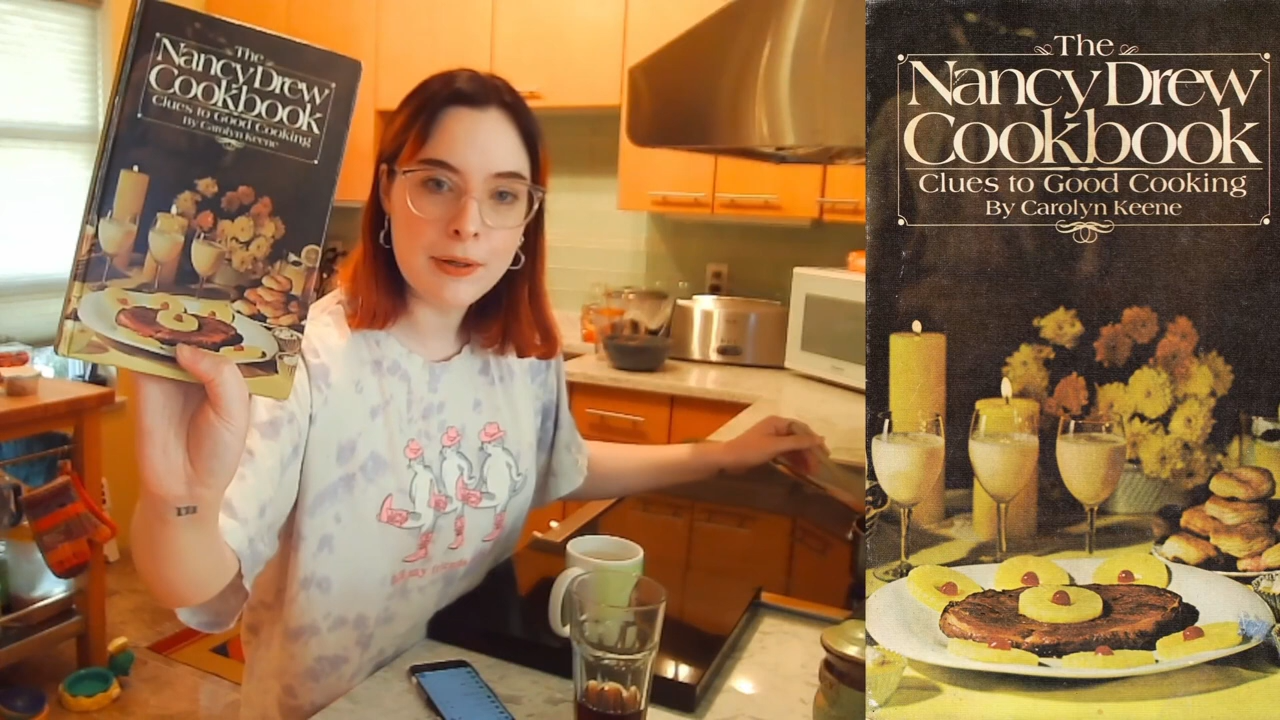 The
Nancy Drew
Cookbook
Clues to Good Cooking
By Carolyn Keene
The
Nancy Drew
Cookbook
Clues to Good Cooking
By Carolyn Keene